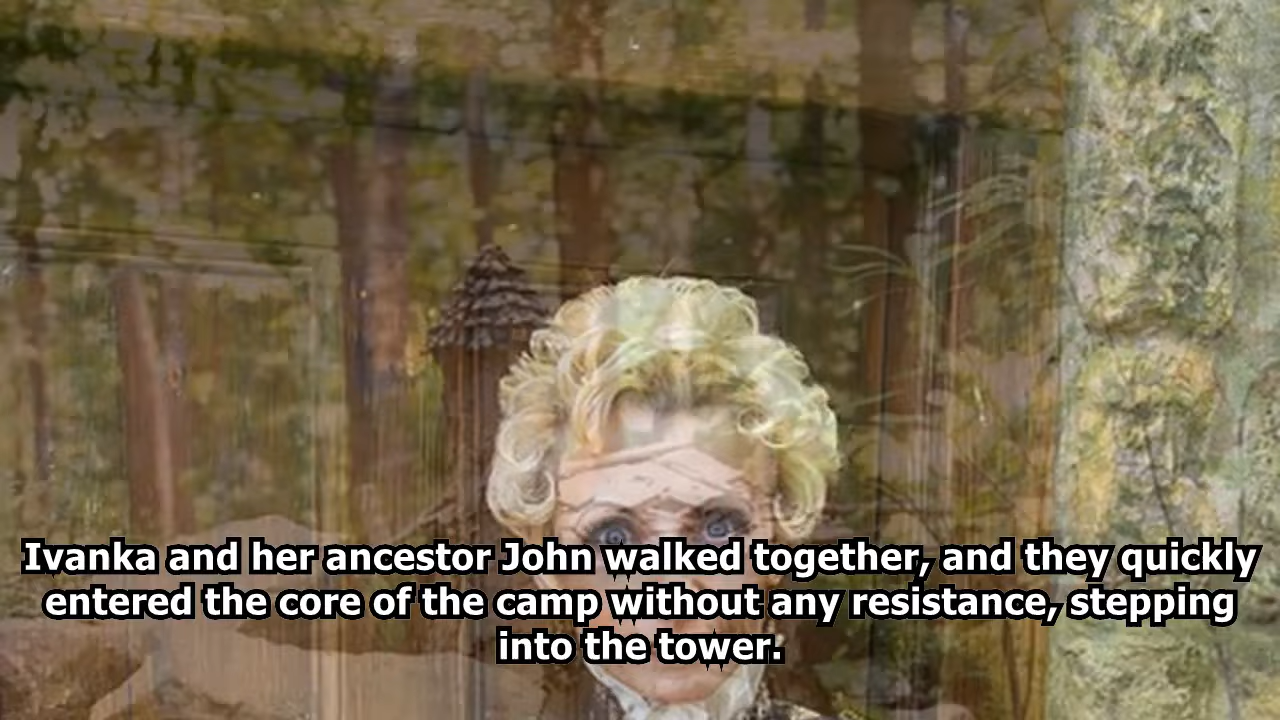 Ivanka and her ancestor John walked together, and they quickly
entered the core of the camp without any resistance, stepping
into the tower.